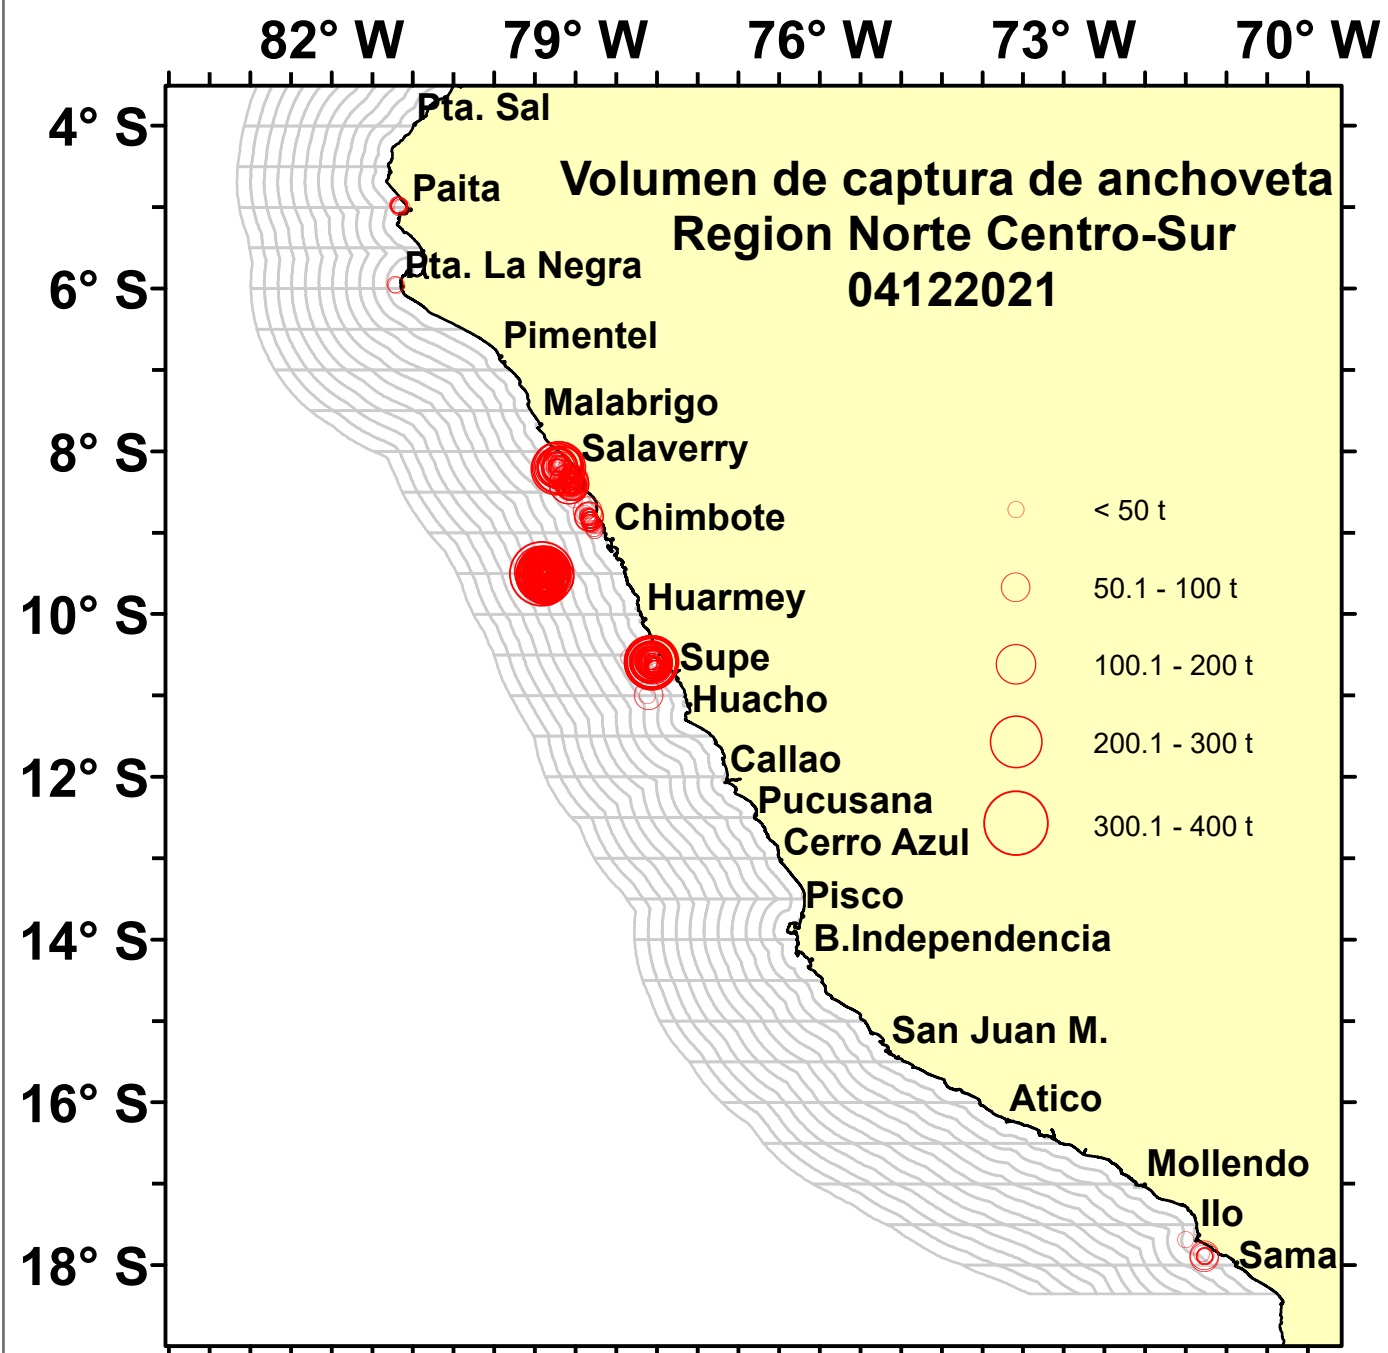 82° W 79° W 76° W 73° W 70° W
4° S
6° S
8° S
10° S
12° S
14° S
16° S
18° S
Volumen de captura de anchoveta
Region Norte Centro-Sur
04122021
Pta. Sal
Paita
Pta. La Negra
Pimentel
Malabrigo
Salaverry
Chimbote
Huarmey
Supe
Huacho
Callao
Pucusana
Cerro Azul
Pisco
B.Independencia
San Juan M.
Atico
Mollendo
Ilo
Sama
< 50 t
50.1 - 100 t
100.1 - 200 t
200.1 - 300 t
300.1 - 400 t